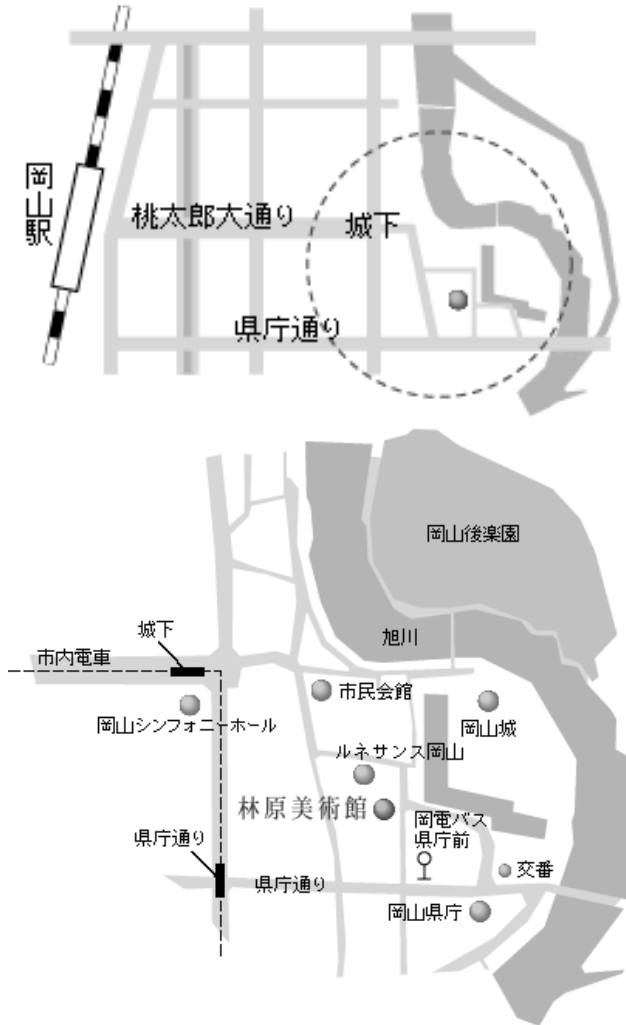 岡山駅
桃太郎大通り
城下
県庁通り
岡山後楽園
旭川
城下
市内電車
市民会館
岡山城
岡山シンフォニーホール
ルネサンス岡山
林原美術館
岡電バス
県庁前
県庁通り
県庁通り
交番
岡山県庁